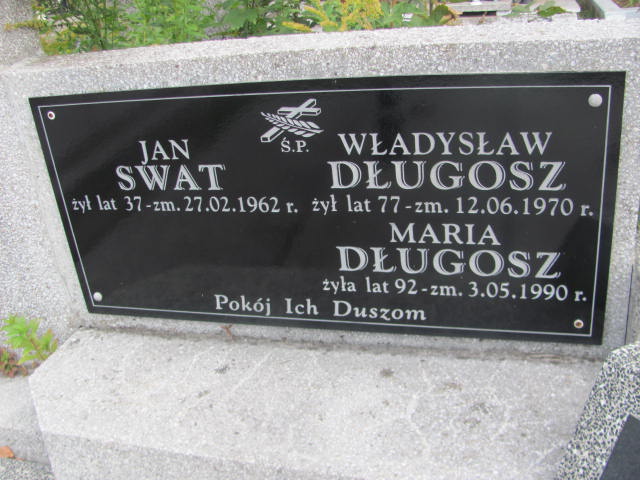 Ś.P.
JAN
SWAT
żył lat 37-zm. 27.02.1962 r.
WŁADYSŁAW
DŁUGOSZ
żył lat 77-zm. 12.06.1970 r.
MARIA
DŁUGOSZ
żyła lat 92-zm. 3.05.1990 r.
Pokój Ich Duszom